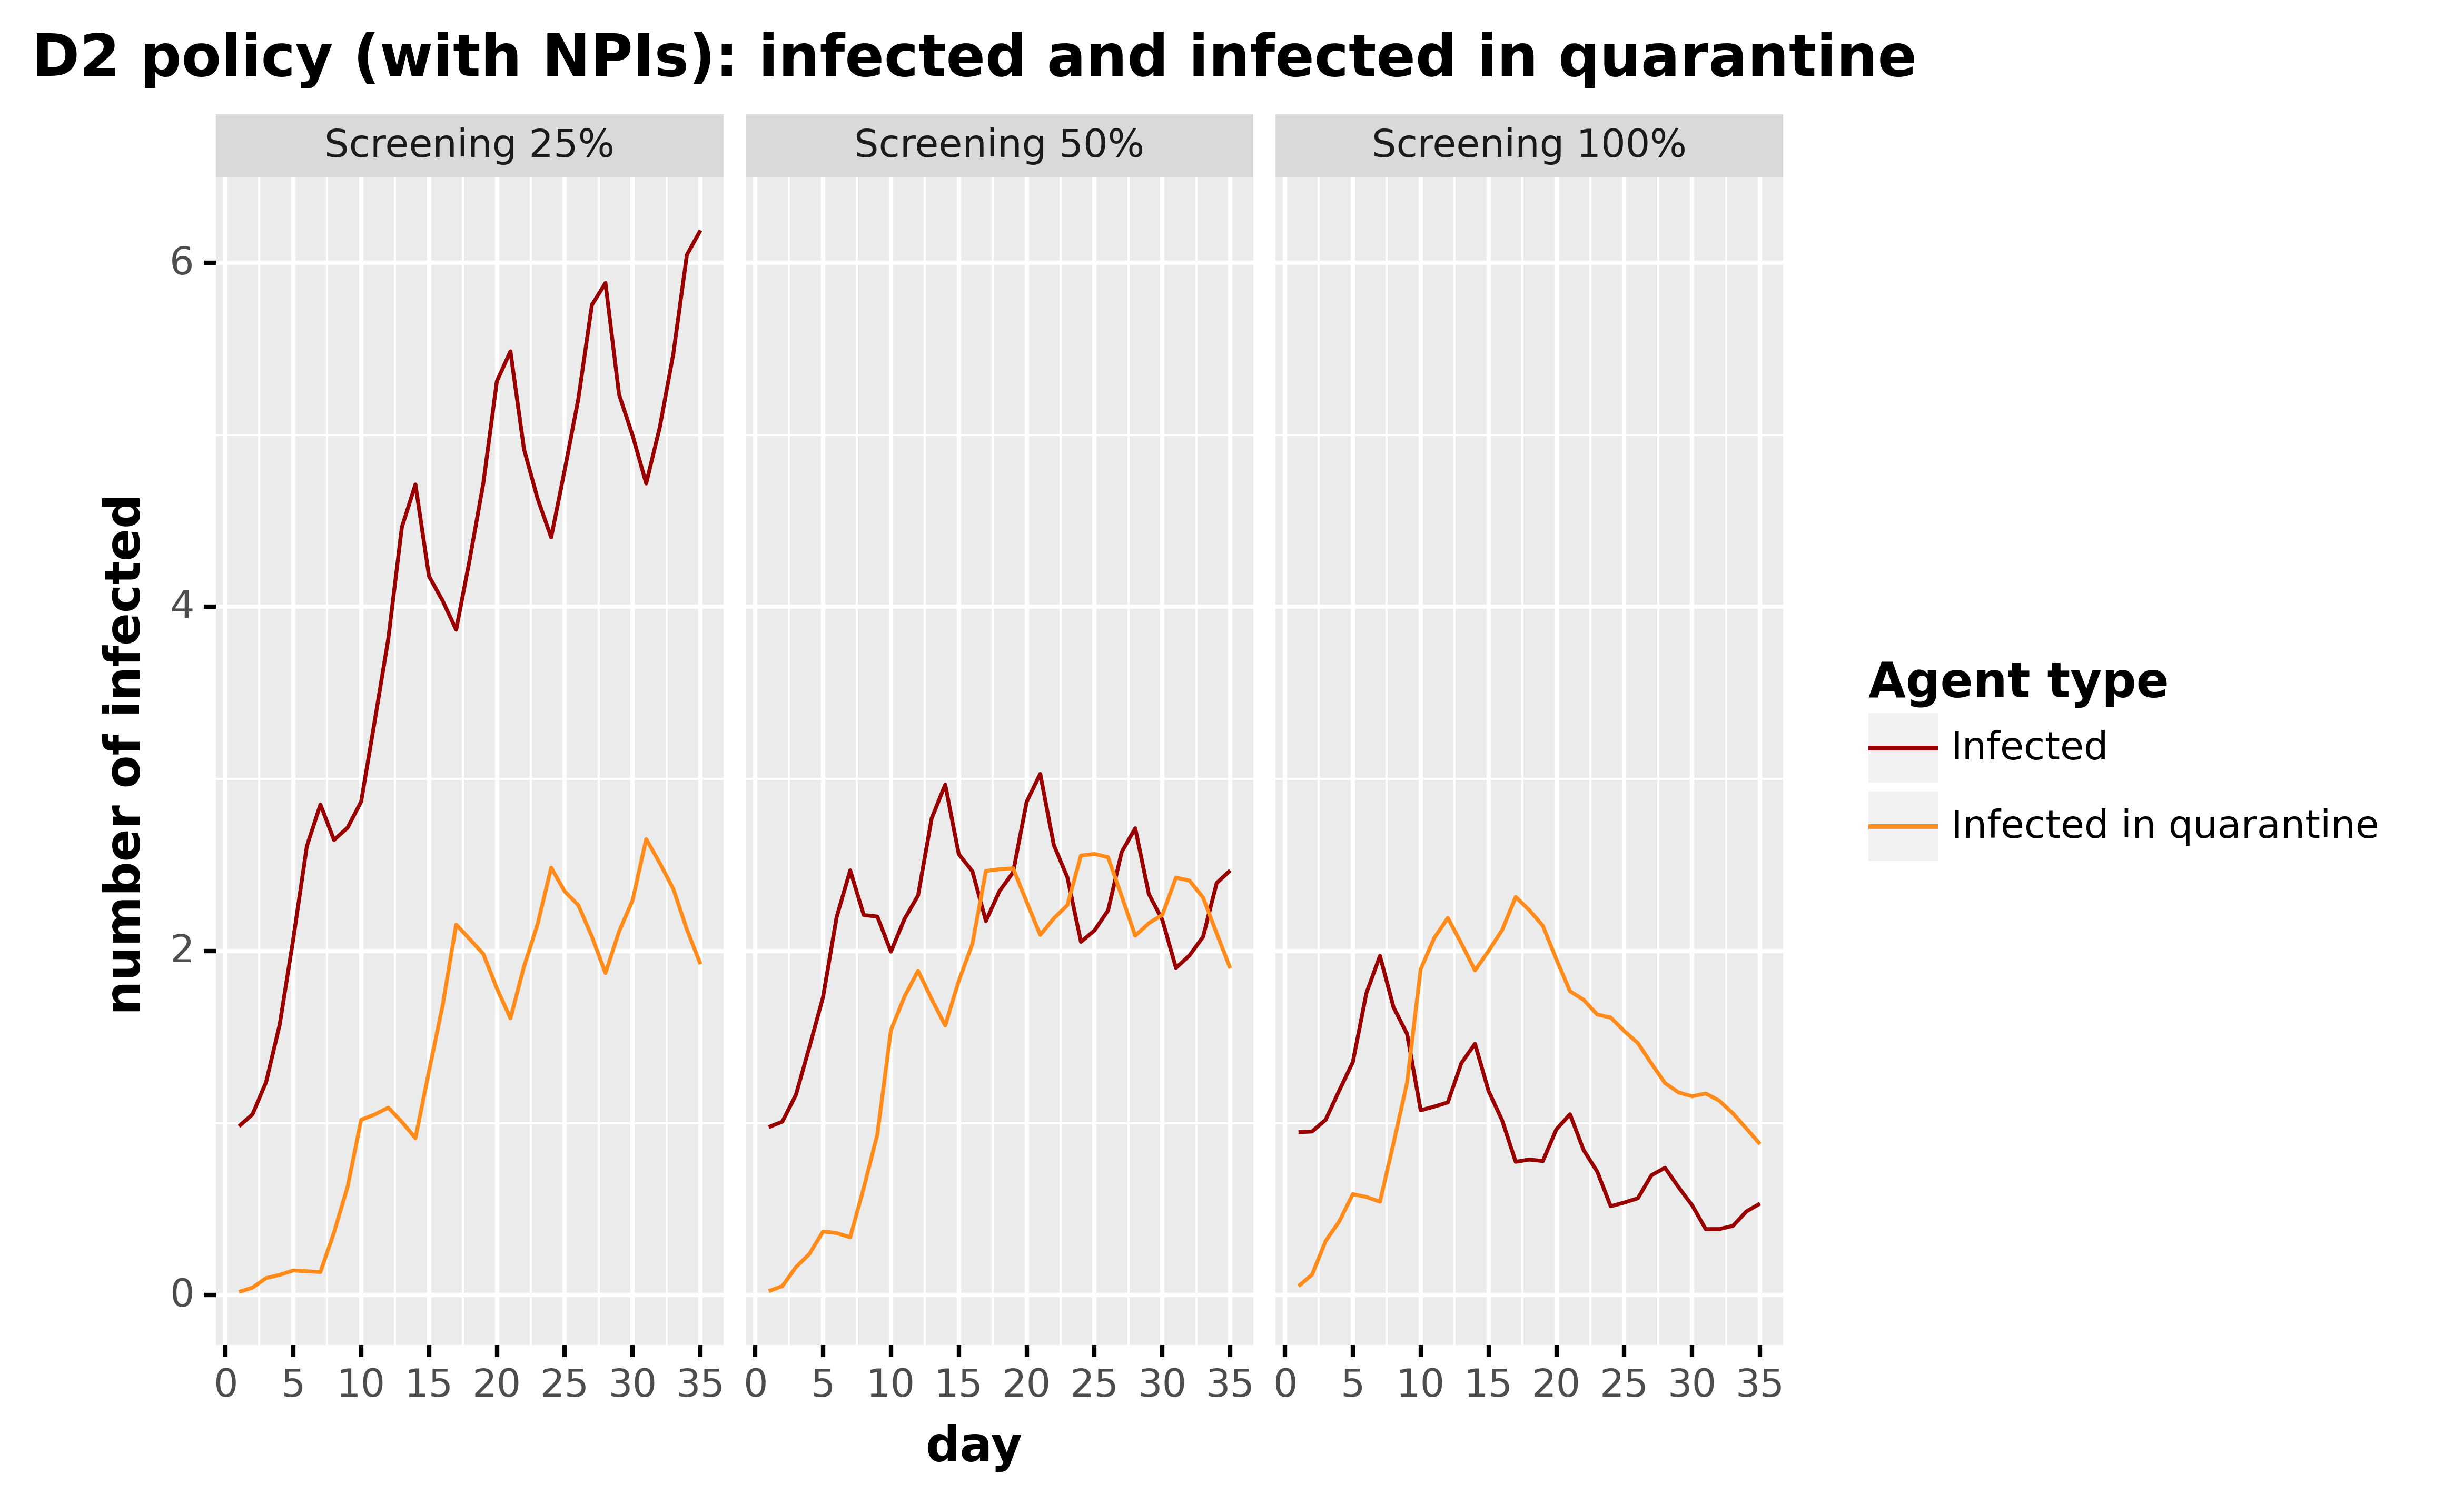 D2 policy (with NPIs): infected and infected in quarantine
Screening 25% Screening 50% Screening 100%
6
4
2
0
number of infected
0 5 10 15 20 25 30 35 0 5 10 15 20 25 30 35 0 5 10 15 20 25 30 35
day
Agent type
Infected
Infected in quarantine